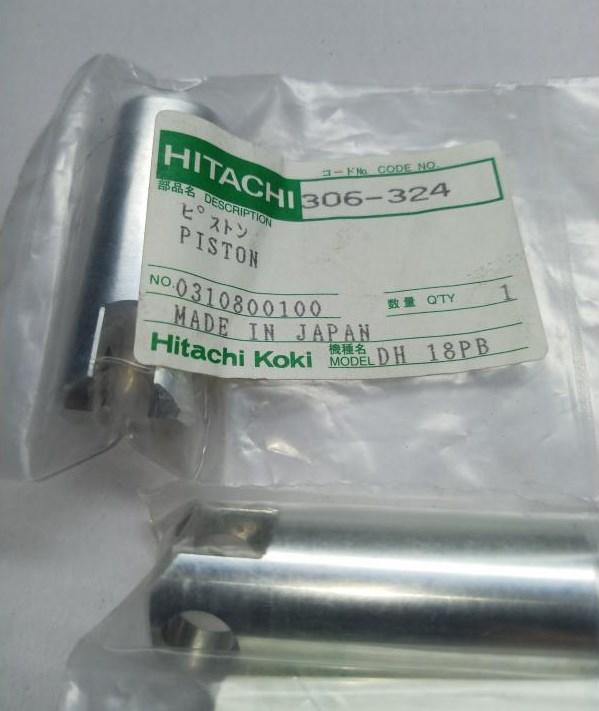 HITACHI
コードNo. CODE NO.
306-324
部品名 DESCRIPTION
ピストン
PISTON
NO. 0310800100
数量 Q'TY 1
MADE IN JAPAN
Hitachi Koki
機種名 MODEL DH 18PB